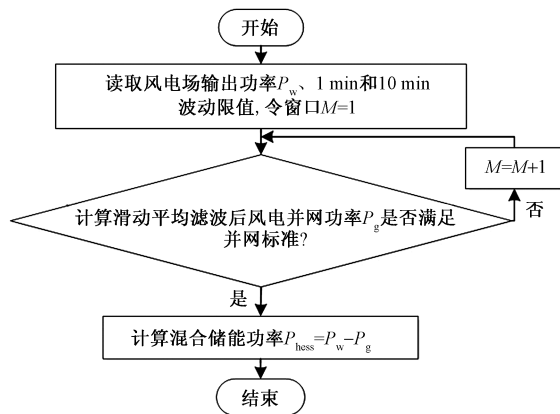 开始
读取风电场输出功率Pw、1 min和10 min
波动限值,令窗口M=1
M=M+1
计算滑动平均滤波后风电并网功率Pg是否满足
并网标准?
否
是
计算混合储能功率Phess=Pw−Pg
结束